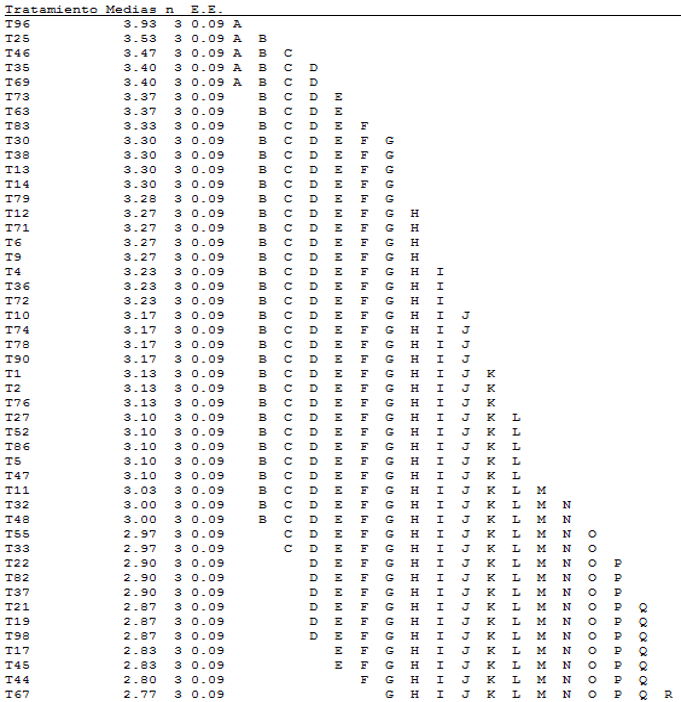 Tratamiento Medias n E.E.
T96 3.93 3 0.09 A
T25 3.53 3 0.09 A B
T46 3.47 3 0.09 A B C
T35 3.40 3 0.09 A B C D
T69 3.40 3 0.09 A B C D
T73 3.37 3 0.09 B C D E
T63 3.37 3 0.09 B C D E
T83 3.33 3 0.09 B C D E F
T30 3.30 3 0.09 B C D E F G
T38 3.30 3 0.09 B C D E F G
T13 3.30 3 0.09 B C D E F G
T14 3.30 3 0.09 B C D E F G
T79 3.28 3 0.09 B C D E F G
T12 3.27 3 0.09 B C D E F G H
T71 3.27 3 0.09 B C D E F G H
T6 3.27 3 0.09 B C D E F G H
T9 3.27 3 0.09 B C D E F G H
T4 3.23 3 0.09 B C D E F G H I
T36 3.23 3 0.09 B C D E F G H I
T72 3.23 3 0.09 B C D E F G H I
T10 3.17 3 0.09 B C D E F G H I J
T74 3.17 3 0.09 B C D E F G H I J
T78 3.17 3 0.09 B C D E F G H I J
T90 3.17 3 0.09 B C D E F G H I J
T1 3.13 3 0.09 B C D E F G H I J K
T2 3.13 3 0.09 B C D E F G H I J K
T76 3.13 3 0.09 B C D E F G H I J K
T27 3.10 3 0.09 B C D E F G H I J K L
T52 3.10 3 0.09 B C D E F G H I J K L
T86 3.10 3 0.09 B C D E F G H I J K L
T5 3.10 3 0.09 B C D E F G H I J K L
T47 3.10 3 0.09 B C D E F G H I J K L
T11 3.03 3 0.09 B C D E F G H I J K L M
T32 3.00 3 0.09 B C D E F G H I J K L M N
T48 3.00 3 0.09 B C D E F G H I J K L M N
T55 2.97 3 0.09 C D E F G H I J K L M N O
T33 2.97 3 0.09 C D E F G H I J K L M N O
T22 2.90 3 0.09 D E F G H I J K L M N O P
T82 2.90 3 0.09 D E F G H I J K L M N O P
T37 2.90 3 0.09 D E F G H I J K L M N O P
T21 2.87 3 0.09 D E F G H I J K L M N O P Q
T19 2.87 3 0.09 D E F G H I J K L M N O P Q
T98 2.87 3 0.09 D E F G H I J K L M N O P Q
T17 2.83 3 0.09 E F G H I J K L M N O P Q
T45 2.83 3 0.09 E F G H I J K L M N O P Q
T44 2.80 3 0.09 F G H I J K L M N O P Q
T67 2.77 3 0.09 G H I J K L M N O P Q R